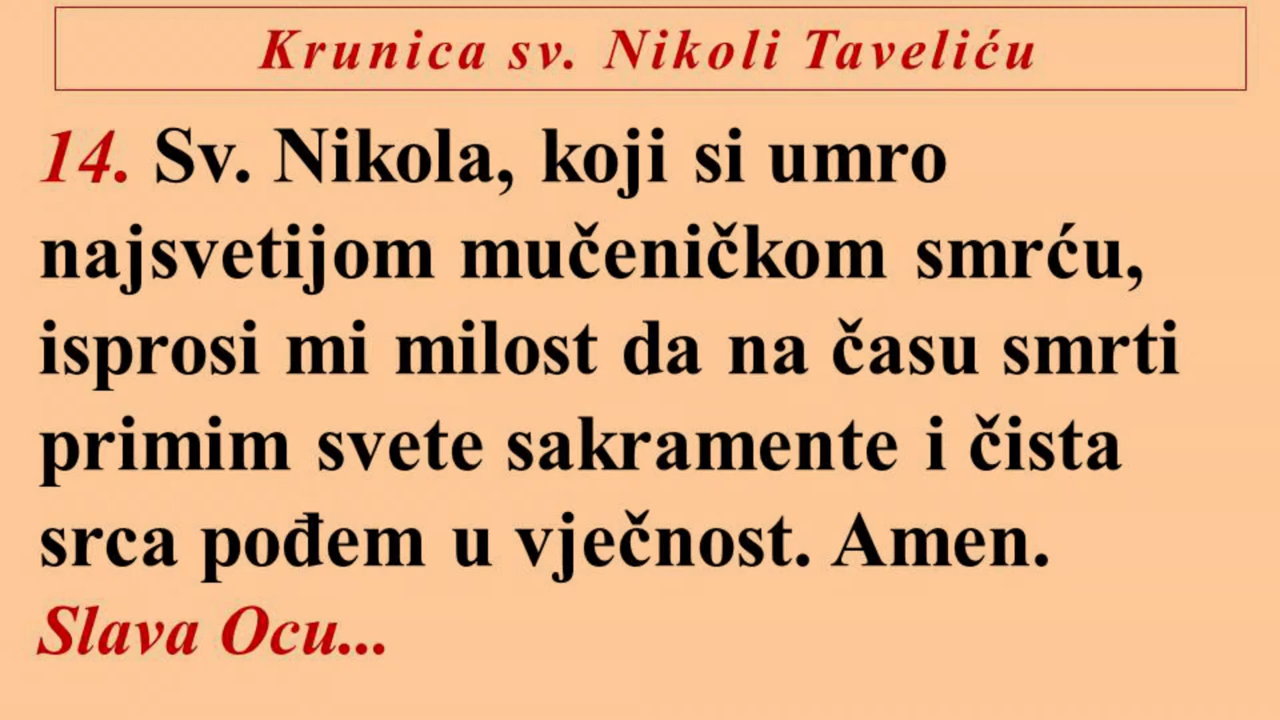 Krunica sv. Nikoli Taveliću
14. Sv. Nikola, koji si umro
najsvetijom mučeničkom smrću,
isprosi mi milost da na času smrti
primim svete sakramente i čista
srca pođem u vječnost. Amen.
Slava Ocu...